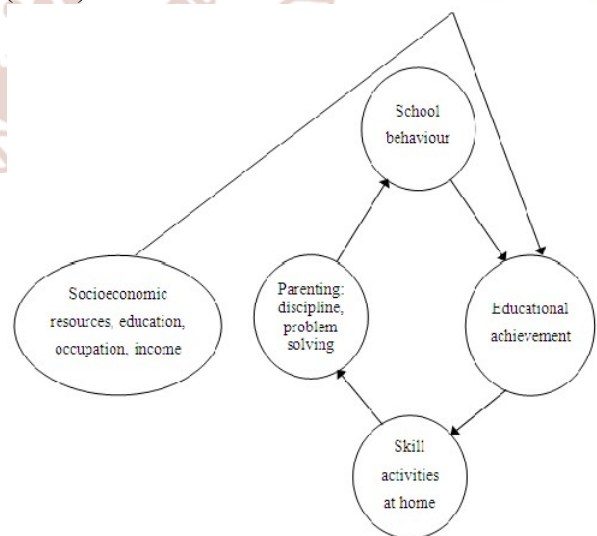 School
behaviour
Socioeconomic
resources, education,
occupation, income
Parenting:
discipline,
problem
solving
Educational
achievement
Skill
activities
at home